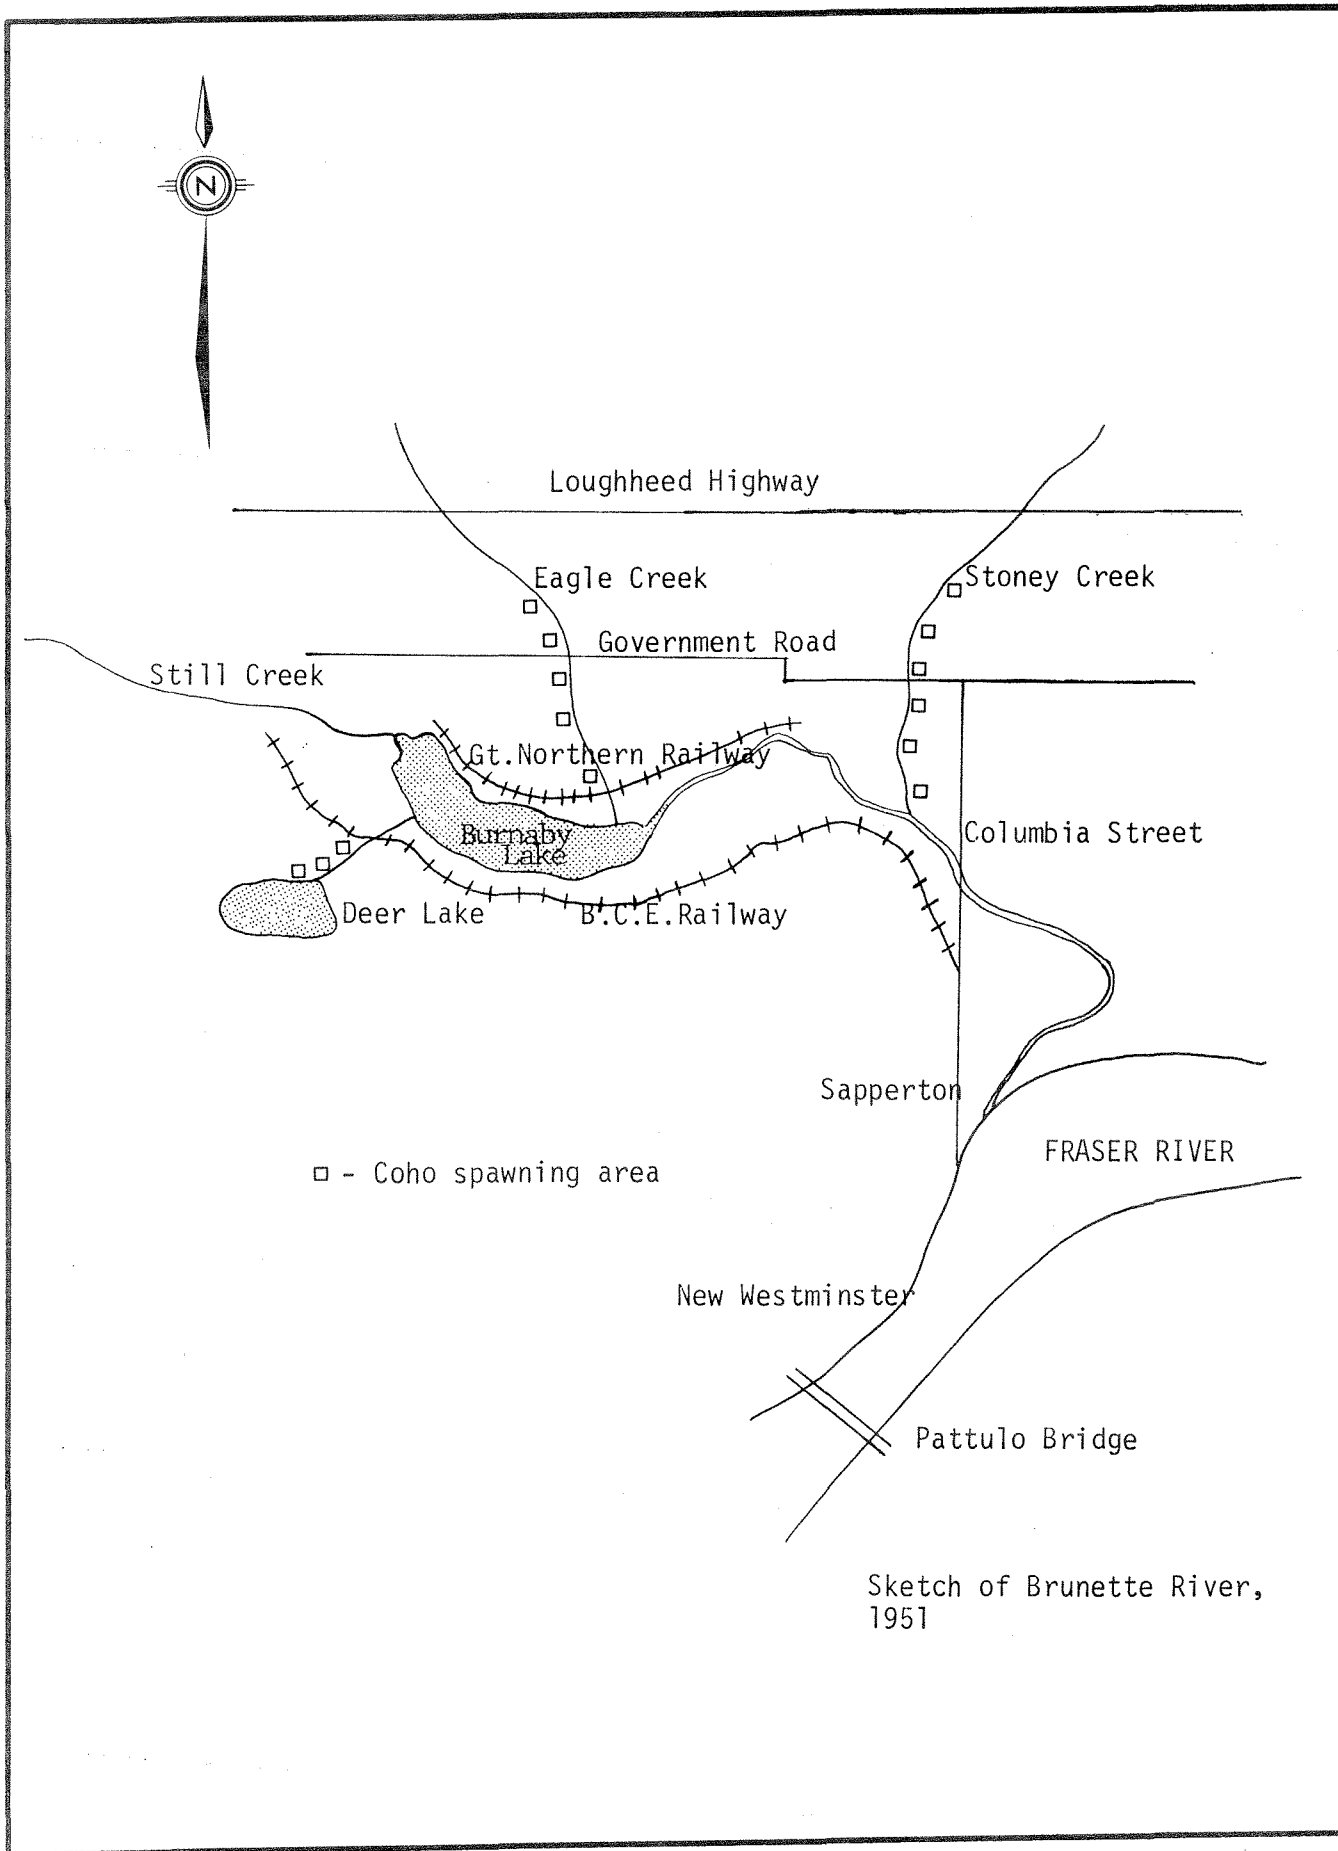 N
Loughheed Highway
Eagle Creek
Stoney Creek
Government Road
Still Creek
Gt.Northern Railway
Burnaby
Lake
Columbia Street
Deer Lake
B.C.E.Railway
Sapperton
FRASER RIVER
- Coho spawning area
New Westminster
Pattulo Bridge
Sketch of Brunette River,
1951